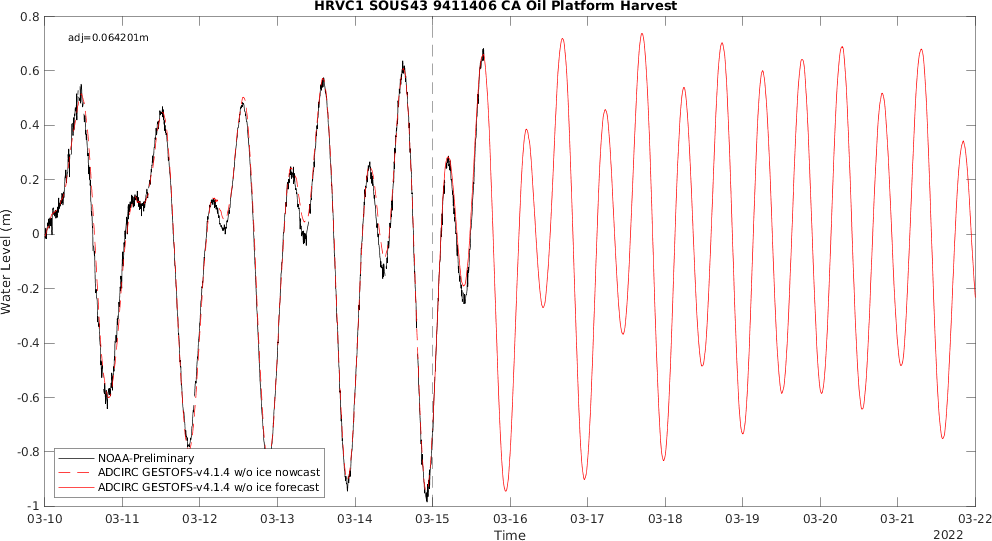 HRVC1 SOUS43 9411406 CA Oil Platform Harvest
adj=0.064201m
Water Level (m)
0.8
0.6
0.4
0.2
0
-0.2
-0.4
-0.6
-0.8
-1
NOAA-Preliminary
ADCIRC GESTOFS-v4.1.4 w/o ice nowcast
ADCIRC GESTOFS-v4.1.4 w/o ice forecast
03-10 03-11 03-12 03-13 03-14 03-15 03-16 03-17 03-18 03-19 03-20 03-21 03-22
Time
2022